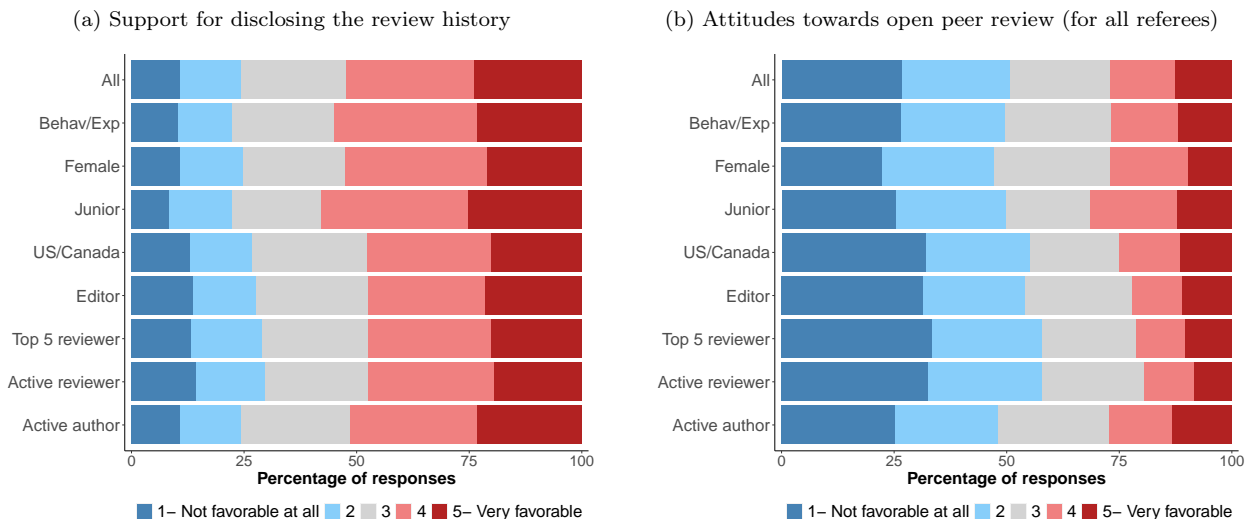 (a) Support for disclosing the review history
All
Behav/Exp
Female
Junior
US/Canada
Editor
Top 5 reviewer
Active reviewer
Active author
0 25 50 75 100
Percentage of responses
1– Not favorable at all 2 3 4 5– Very favorable
(b) Attitudes towards open peer review (for all referees)
All
Behav/Exp
Female
Junior
US/Canada
Editor
Top 5 reviewer
Active reviewer
Active author
0 25 50 75 100
Percentage of responses
1– Not favorable at all 2 3 4 5– Very favorable